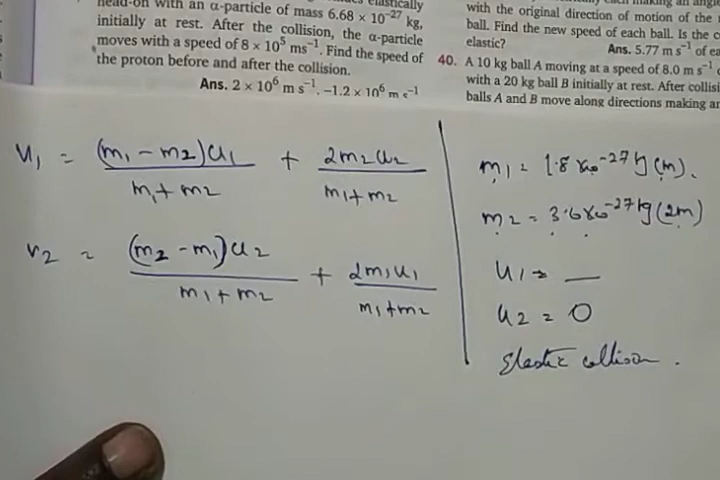 head-on with an α-particle of mass 6.68 × 10⁻²⁷ kg,
initially at rest. After the collision, the α-particle
moves with a speed of 8 × 10⁵ ms⁻¹. Find the speed of
the proton before and after the collision.
Ans. 2 × 10⁶ m s⁻¹, −1.2 × 10⁶ m s⁻¹
with the original direction of motion of the
ball. Find the new speed of each ball. Is the
elastic?
Ans. 5.77 m s⁻¹ of
40. A 10 kg ball A moving at a speed of 8.0 m s⁻¹
with a 20 kg ball B initially at rest. After
balls A and B move along directions making
u₁ = (m₁ − m₂)u₁ / m₁ + m₂ + 2m₂u₂ / m₁ + m₂
v₂ = (m₂ − m₁)u₂ / m₁ + m₂ + 2m₁u₁ / m₁ + m₂
m₁ = 1.8 × 10⁻²⁷ kg (m).
m₂ = 3.6 × 10⁻²⁷ kg (2m)
u₁ = __
u₂ = 0
Elastic collision.